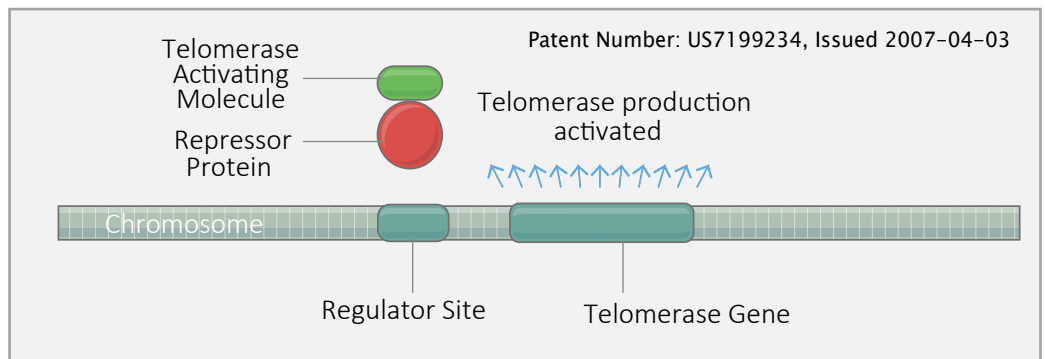 Patent Number: US7199234, Issued 2007-04-03
Telomerase
Activating
Molecule
Repressor
Protein
Telomerase production
activated
Chromosome
Regulator Site
Telomerase Gene